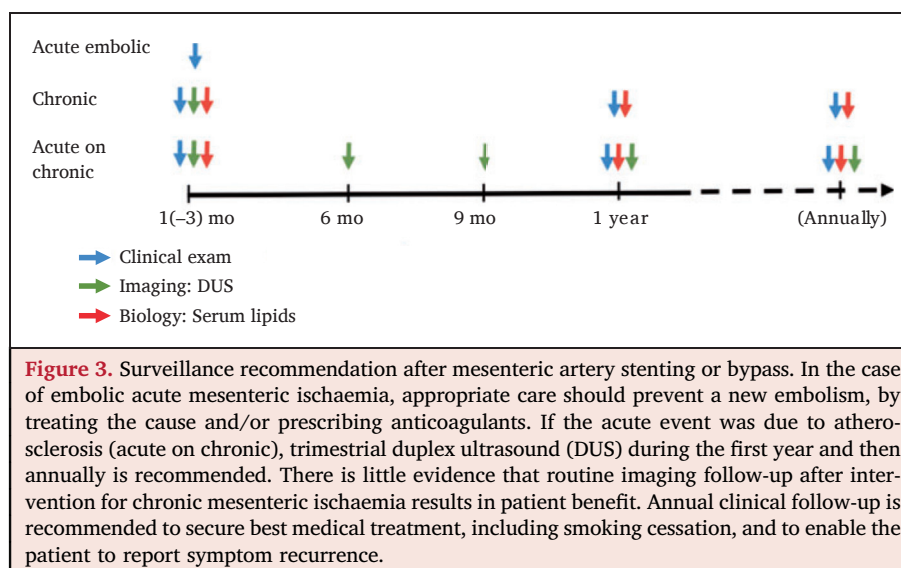 Acute embolic
Chronic
Acute on
chronic
1(–3) mo
6 mo
9 mo
1 year
(Annually)
Clinical exam
Imaging: DUS
Biology: Serum lipids
Figure 3. Surveillance recommendation after mesenteric artery stenting or bypass. In the case
of embolic acute mesenteric ischaemia, appropriate care should prevent a new embolism, by
treating the cause and/or prescribing anticoagulants. If the acute event was due to athero-
sclerosis (acute on chronic), trimestrial duplex ultrasound (DUS) during the first year and then
annually is recommended. There is little evidence that routine imaging follow-up after inter-
vention for chronic mesenteric ischaemia results in patient benefit. Annual clinical follow-up is
recommended to secure best medical treatment, including smoking cessation, and to enable the
patient to report symptom recurrence.